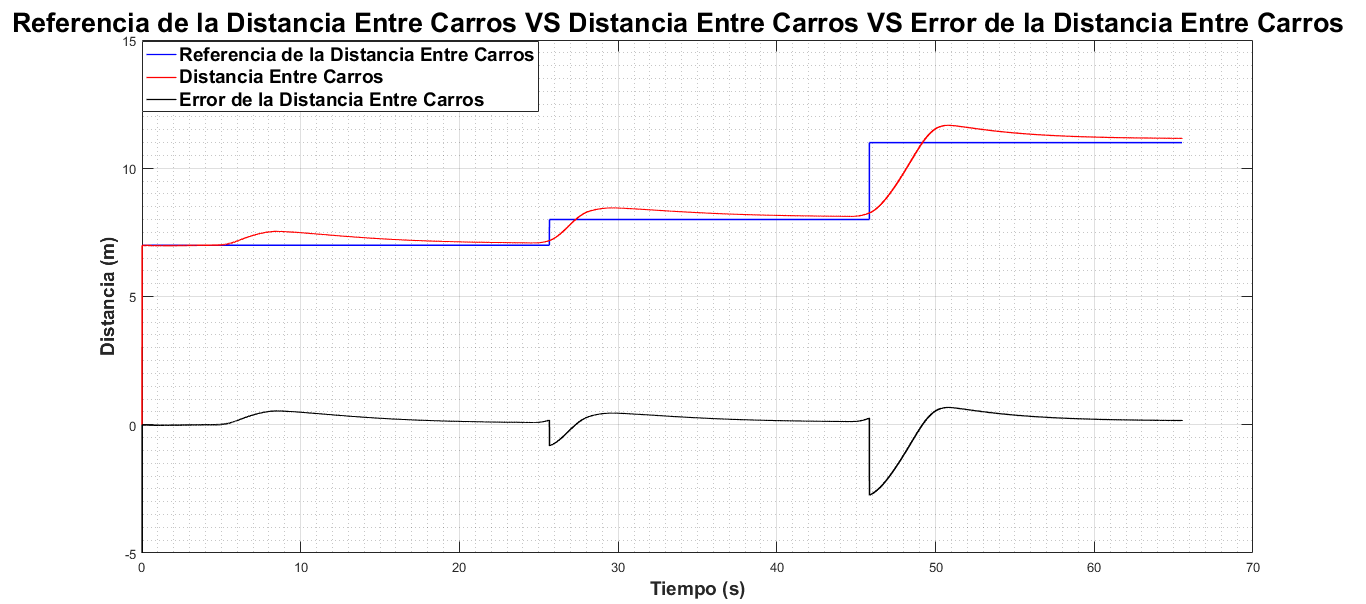 Referencia de la Distancia Entre Carros VS Distancia Entre Carros VS Error de la Distancia Entre Carros
Referencia de la Distancia Entre Carros
Distancia Entre Carros
Error de la Distancia Entre Carros
15
10
5
0
-5
Distancia (m)
0 10 20 30 40 50 60 70
Tiempo (s)